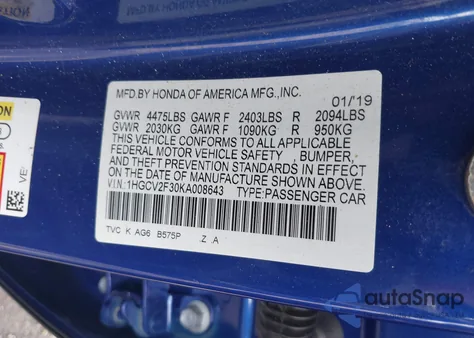 MFD.BY HONDA OF AMERICA MFG.,INC.
01/'19
GVWR 4475LBS GAWR F 2403LBS R 2094LBS
GVWR 2030KG GAWR F 1090KG R 950KG
THIS VEHICLE CONFORMS TO ALL APPLICABLE
FEDERAL MOTOR VEHICLE SAFETY , BUMPER,
AND THEFT PREVENTION STANDARDS IN EFFECT
ON THE DATE OF MANUFACTURE SHOWN ABOVE.
V.I.N:1HGCV2F30KA008643 TYPE:PASSENGER CAR
TVC K AG6 B575P .Z .A
autoSnap